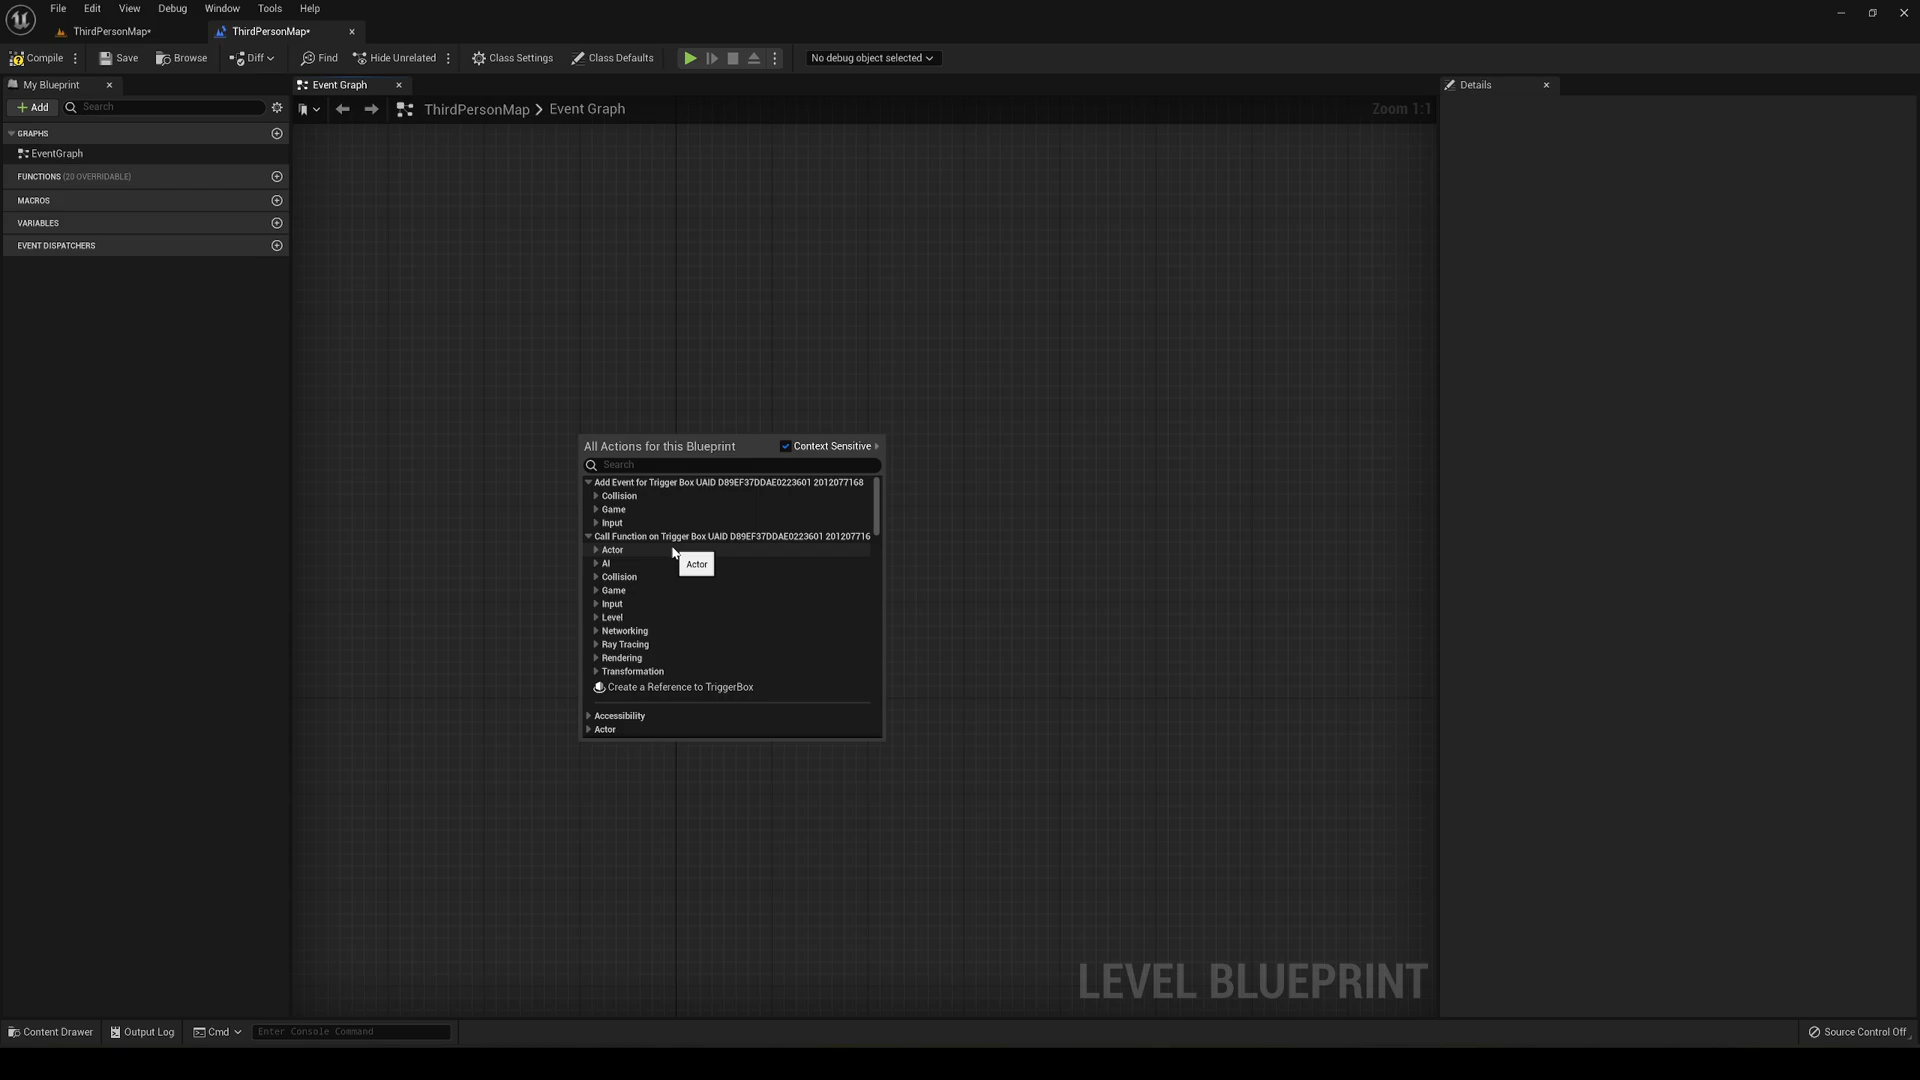 File Edit View Debug Window Tools Help
ThirdPersonMap*
ThirdPersonMap*
Compile Save Browse Diff Find Hide Unrelated Class Settings Class Defaults No debug object selected
My Blueprint
Event Graph
Details
Add Search
ThirdPersonMap > Event Graph
Zoom 1:1
GRAPHS
EventGraph
FUNCTIONS (20 OVERRIDABLE)
MACROS
VARIABLES
EVENT DISPATCHERS
All Actions for this Blueprint Context Sensitive
Search
Add Event for Trigger Box UAID D89EF37DDAE0223601 2012077168
Collision
Game
Input
Call Function on Trigger Box UAID D89EF37DDAE0223601 201207716
Actor
Actor
AI
Collision
Game
Input
Level
Networking
Ray Tracing
Rendering
Transformation
Create a Reference to TriggerBox
Accessibility
Actor
LEVEL BLUEPRINT
Content Drawer Output Log Cmd Enter Console Command Source Control Off